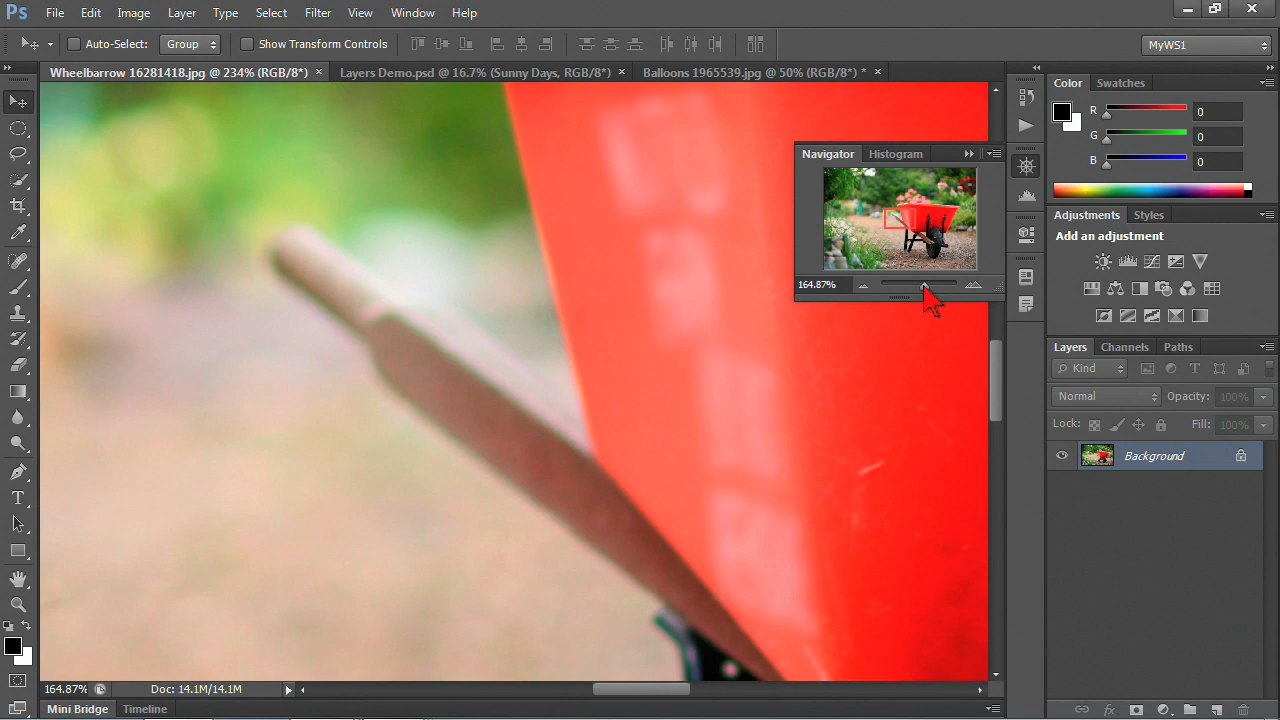 Ps File Edit Image Layer Type Select Filter View Window Help
Auto-Select: Group Show Transform Controls MyWS1
Wheelbarrow 16281418.jpg @ 234% (RGB/8*) × Layers Demo.psd @ 16.7% (Sunny Days, RGB/8*) × Balloons 1965539.jpg @ 50% (RGB/8*) * ×
Color Swatches
R 0
G 0
B 0
Navigator Histogram
164.87%
Adjustments Styles
Add an adjustment
Layers Channels Paths
Kind
Normal Opacity: 100%
Lock: Fill: 100%
Background
164.87% Doc: 14.1M/14.1M
Mini Bridge Timeline